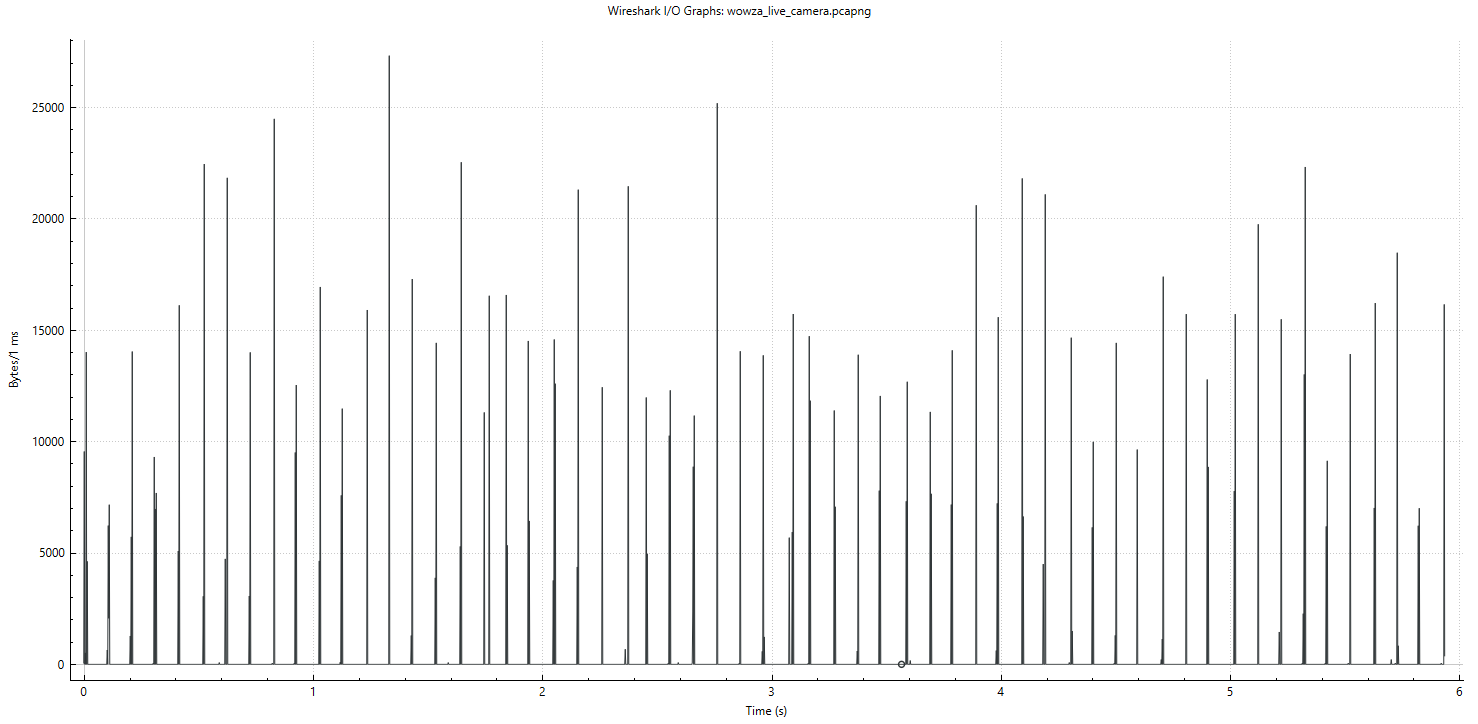 Wireshark I/O Graphs: wowza_live_camera.pcapng
25000
20000
15000
10000
5000
0
Bytes/1 ms
0 1 2 3 4 5 6
Time (s)